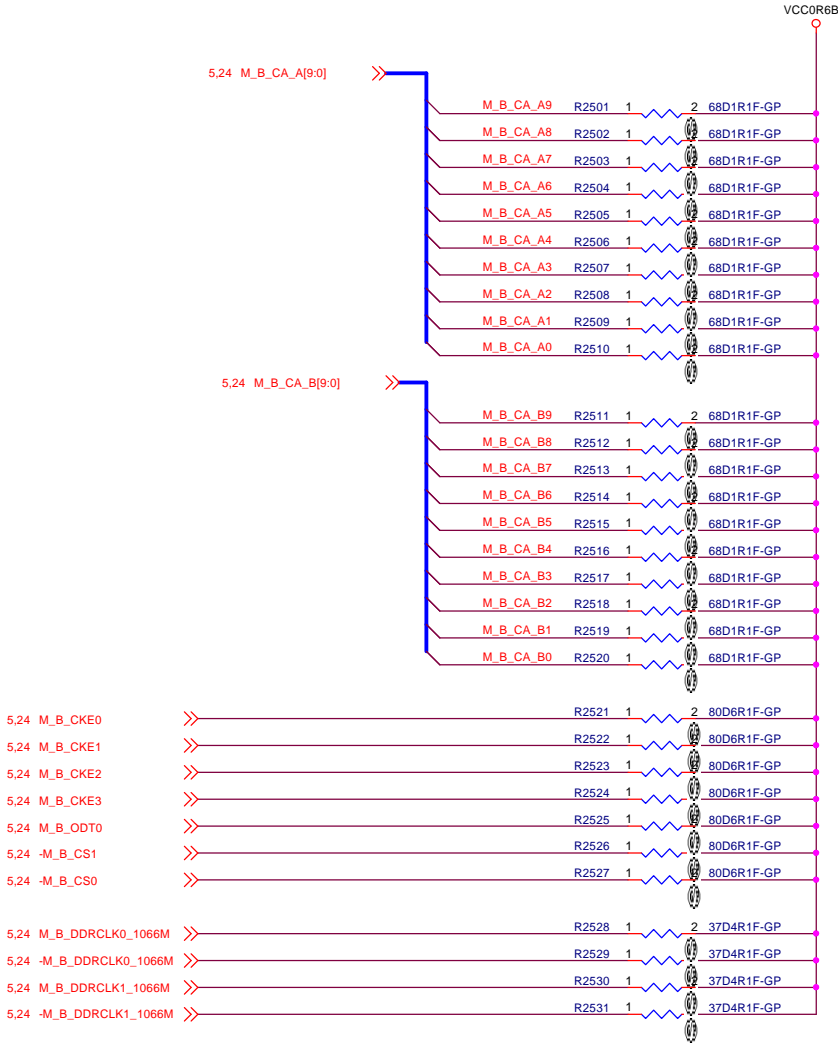 VCC0R6B
5,24 M_B_CA_A[9:0]
M_B_CA_A9 R2501 1 2 68D1R1F-GP
M_B_CA_A8 R2502 1 2 68D1R1F-GP
M_B_CA_A7 R2503 1 68D1R1F-GP
M_B_CA_A6 R2504 1 68D1R1F-GP
M_B_CA_A5 R2505 1 68D1R1F-GP
M_B_CA_A4 R2506 1 68D1R1F-GP
M_B_CA_A3 R2507 1 68D1R1F-GP
M_B_CA_A2 R2508 1 68D1R1F-GP
M_B_CA_A1 R2509 1 68D1R1F-GP
M_B_CA_A0 R2510 1 68D1R1F-GP
5,24 M_B_CA_B[9:0]
M_B_CA_B9 R2511 1 2 68D1R1F-GP
M_B_CA_B8 R2512 1 68D1R1F-GP
M_B_CA_B7 R2513 1 68D1R1F-GP
M_B_CA_B6 R2514 1 68D1R1F-GP
M_B_CA_B5 R2515 1 68D1R1F-GP
M_B_CA_B4 R2516 1 68D1R1F-GP
M_B_CA_B3 R2517 1 68D1R1F-GP
M_B_CA_B2 R2518 1 68D1R1F-GP
M_B_CA_B1 R2519 1 68D1R1F-GP
M_B_CA_B0 R2520 1 68D1R1F-GP
5,24 M_B_CKE0 R2521 1 2 80D6R1F-GP
5,24 M_B_CKE1 R2522 1 80D6R1F-GP
5,24 M_B_CKE2 R2523 1 80D6R1F-GP
5,24 M_B_CKE3 R2524 1 80D6R1F-GP
5,24 M_B_ODT0 R2525 1 80D6R1F-GP
5,24 -M_B_CS1 R2526 1 80D6R1F-GP
5,24 -M_B_CS0 R2527 1 80D6R1F-GP
5,24 M_B_DDRCLK0_1066M R2528 1 2 37D4R1F-GP
5,24 -M_B_DDRCLK0_1066M R2529 1 37D4R1F-GP
5,24 M_B_DDRCLK1_1066M R2530 1 37D4R1F-GP
5,24 -M_B_DDRCLK1_1066M R2531 1 37D4R1F-GP